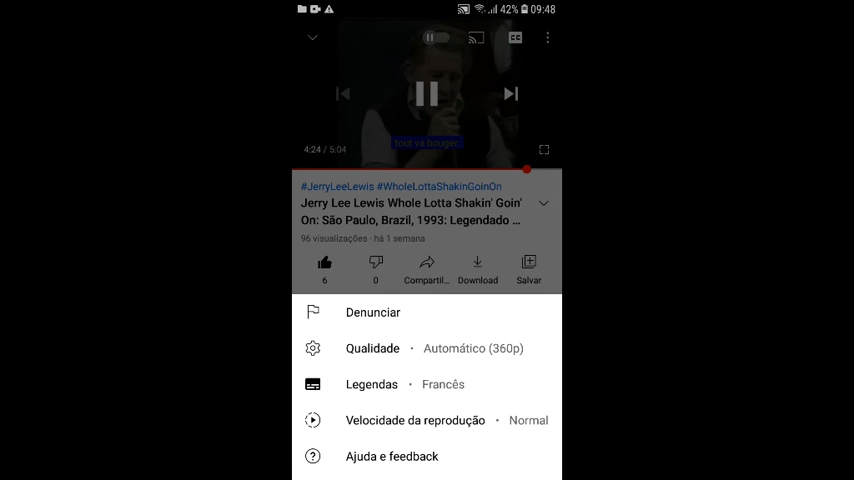 42% 09:48
CC
tout va bouger.
4:24 / 5:04
#JerryLeeLewis #WholeLottaShakinGoinOn
Jerry Lee Lewis Whole Lotta Shakin' Goin'
On: São Paulo, Brazil, 1993: Legendado ...
96 visualizações · há 1 semana
6 0 Compartil... Download Salvar
Denunciar
Qualidade · Automático (360p)
Legendas · Francês
Velocidade da reprodução · Normal
Ajuda e feedback